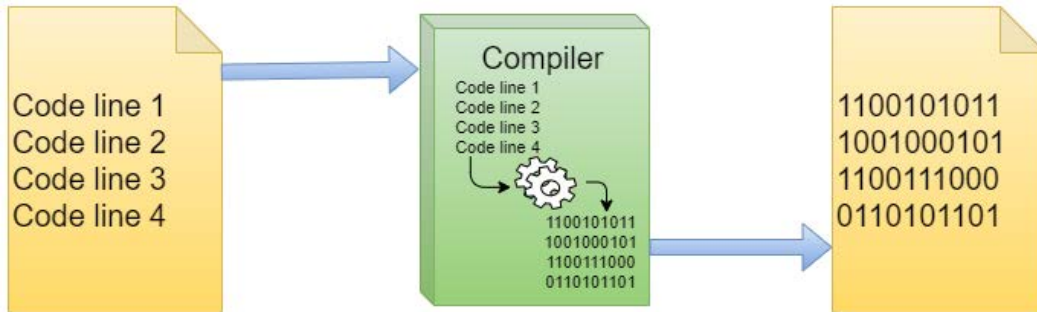 Code line 1
Code line 2
Code line 3
Code line 4
Compiler
Code line 1
Code line 2
Code line 3
Code line 4
1100101011
1001000101
1100111000
0110101101
1100101011
1001000101
1100111000
0110101101